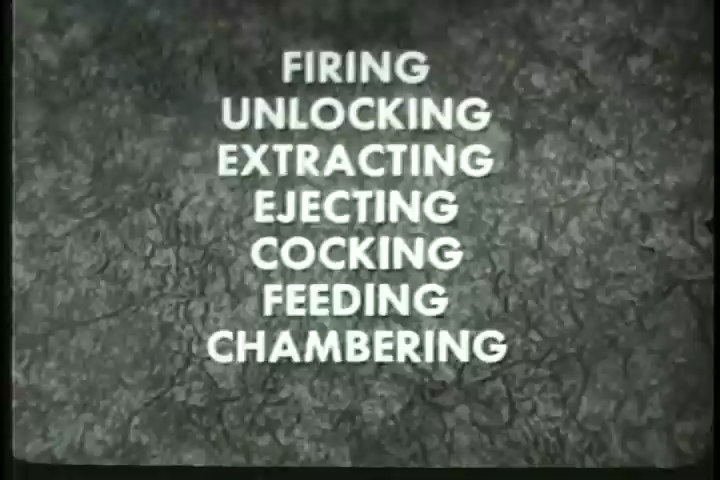 FIRING
UNLOCKING
EXTRACTING
EJECTING
COCKING
FEEDING
CHAMBERING